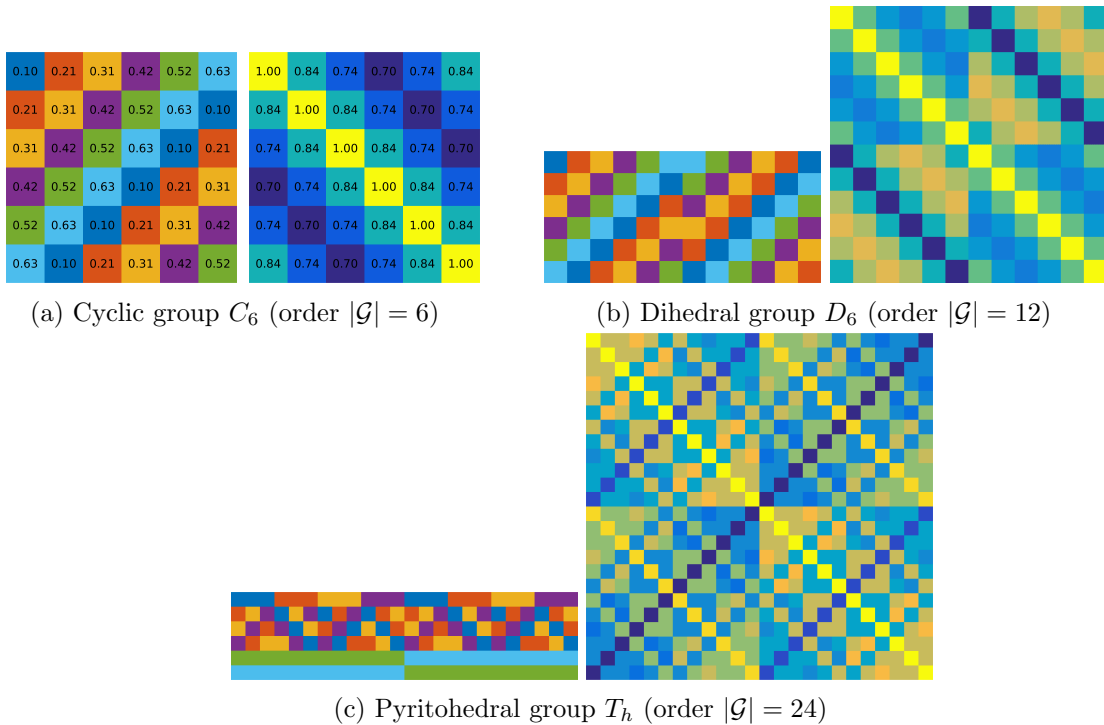 0.10 0.21 0.31 0.42 0.52 0.63 1.00 0.84 0.74 0.70 0.74 0.84
0.21 0.31 0.42 0.52 0.63 0.10 0.84 1.00 0.84 0.74 0.70 0.74
0.31 0.42 0.52 0.63 0.10 0.21 0.74 0.84 1.00 0.84 0.74 0.70
0.42 0.52 0.63 0.10 0.21 0.31 0.70 0.74 0.84 1.00 0.84 0.74
0.52 0.63 0.10 0.21 0.31 0.42 0.74 0.70 0.74 0.84 1.00 0.84
0.63 0.10 0.21 0.31 0.42 0.52 0.84 0.74 0.70 0.74 0.84 1.00
(a) Cyclic group $C_6$ (order $|\mathcal{G}| = 6$)
(b) Dihedral group $D_6$ (order $|\mathcal{G}| = 12$)
(c) Pyritohedral group $T_h$ (order $|\mathcal{G}| = 24$)